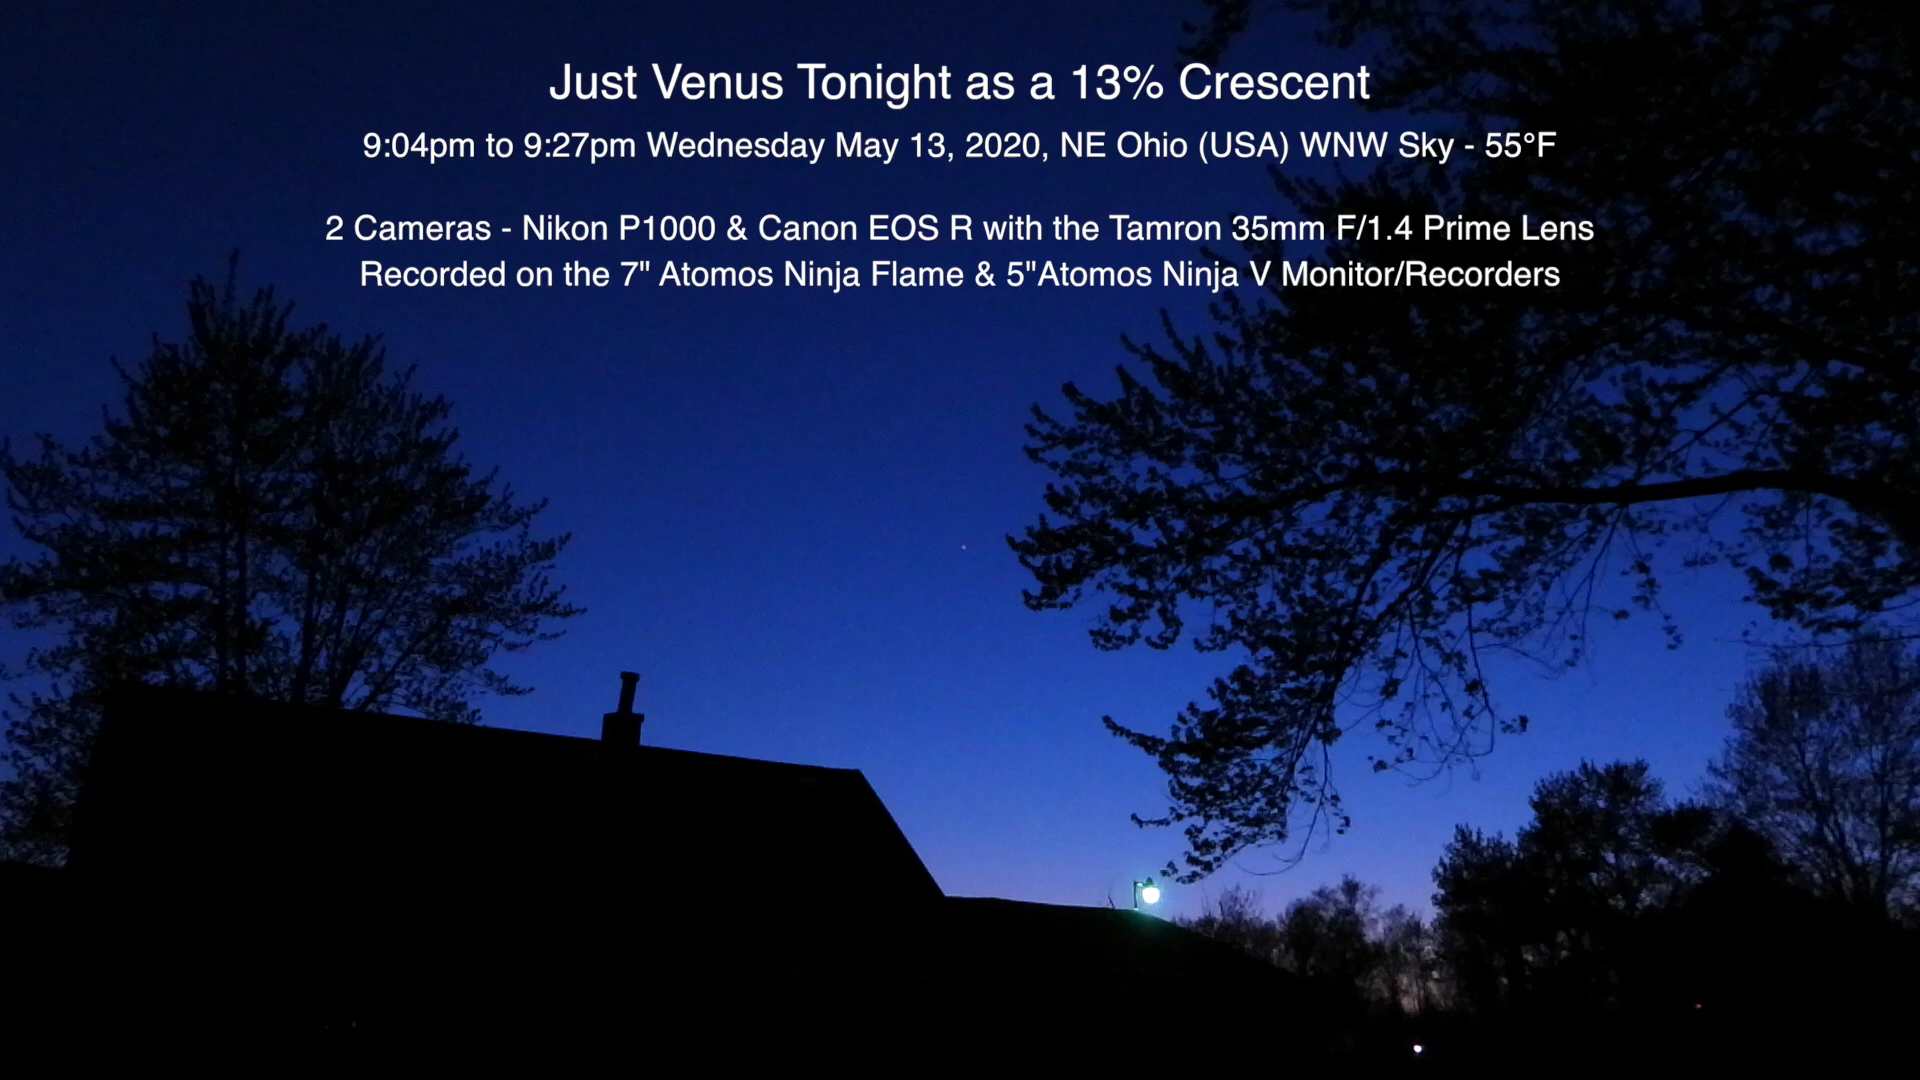 Just Venus Tonight as a 13% Crescent
9:04pm to 9:27pm Wednesday May 13, 2020, NE Ohio (USA) WNW Sky - 55°F
2 Cameras - Nikon P1000 & Canon EOS R with the Tamron 35mm F/1.4 Prime Lens
Recorded on the 7" Atomos Ninja Flame & 5"Atomos Ninja V Monitor/Recorders